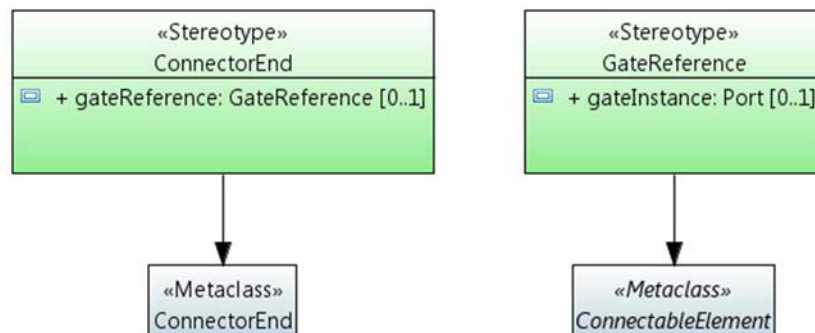 «Stereotype»
ConnectorEnd
+ gateReference: GateReference [0..1]
«Metaclass»
ConnectorEnd
«Stereotype»
GateReference
+ gateInstance: Port [0..1]
«Metaclass»
ConnectableElement